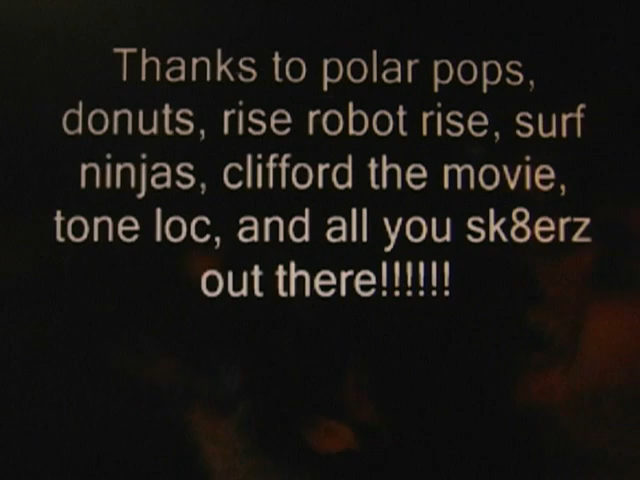 Thanks to polar pops,
donuts, rise robot rise, surf
ninjas, clifford the movie,
tone loc, and all you sk8erz
out there!!!!!!